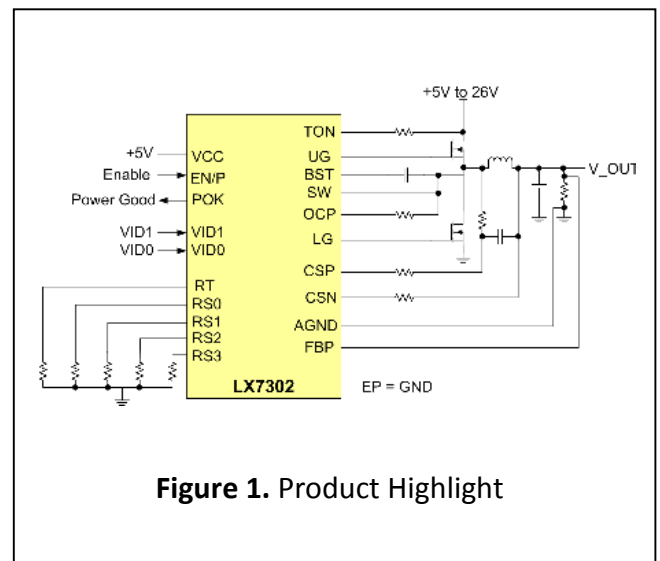 +5V to 26V
TON
+5V
VCC
UG
Enable
EN/P
BST
V_OUT
Power Good
POK
SW
OCP
VID1
VID1
VID0
VID0
LG
CSP
RT
CSN
RS0
RS1
AGND
RS2
FBP
RS3
LX7302
EP = GND
Figure 1. Product Highlight